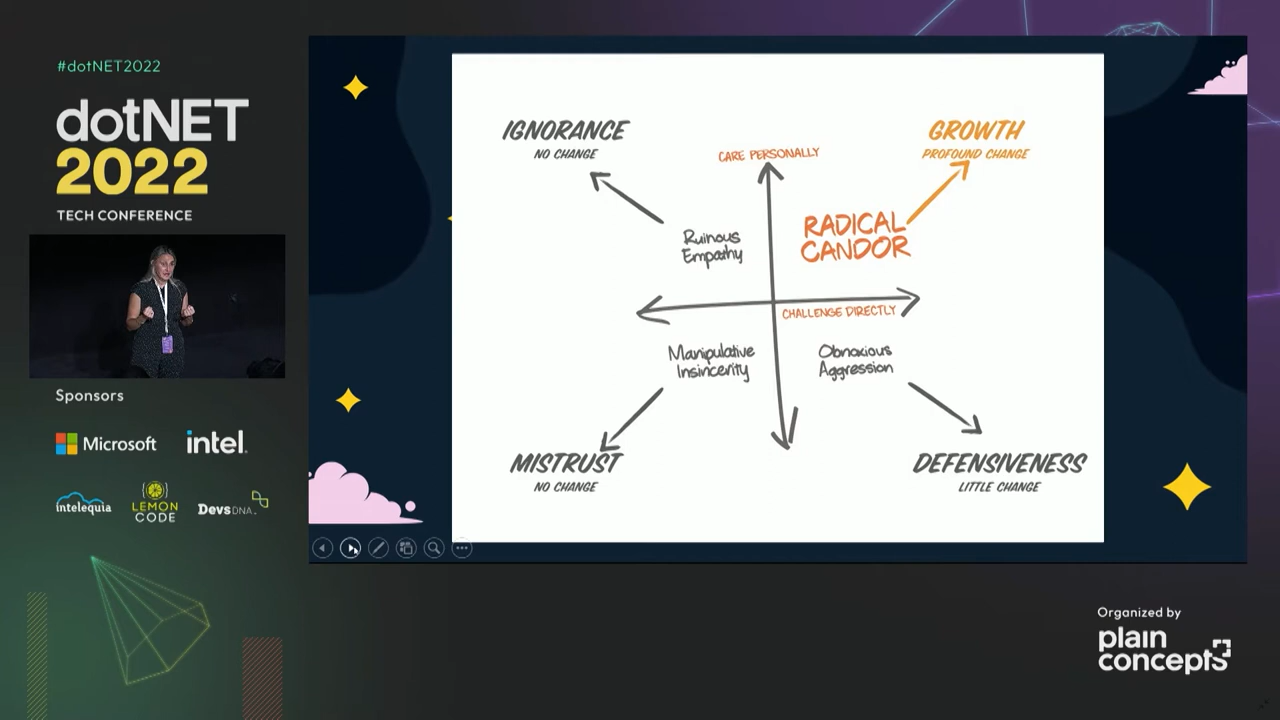 #dotNET2022
dotNET
2022
TECH CONFERENCE
Sponsors
Microsoft
intel.
intelequia
LEMON
CODE
DevsDNA
Organized by
plain
concepts
IGNORANCE
NO CHANGE
CARE PERSONALLY
GROWTH
PROFOUND CHANGE
Ruinous
Empathy
RADICAL
CANDOR
CHALLENGE DIRECTLY
Manipulative
Insincerity
Obnoxious
Aggression
MISTRUST
NO CHANGE
DEFENSIVENESS
LITTLE CHANGE